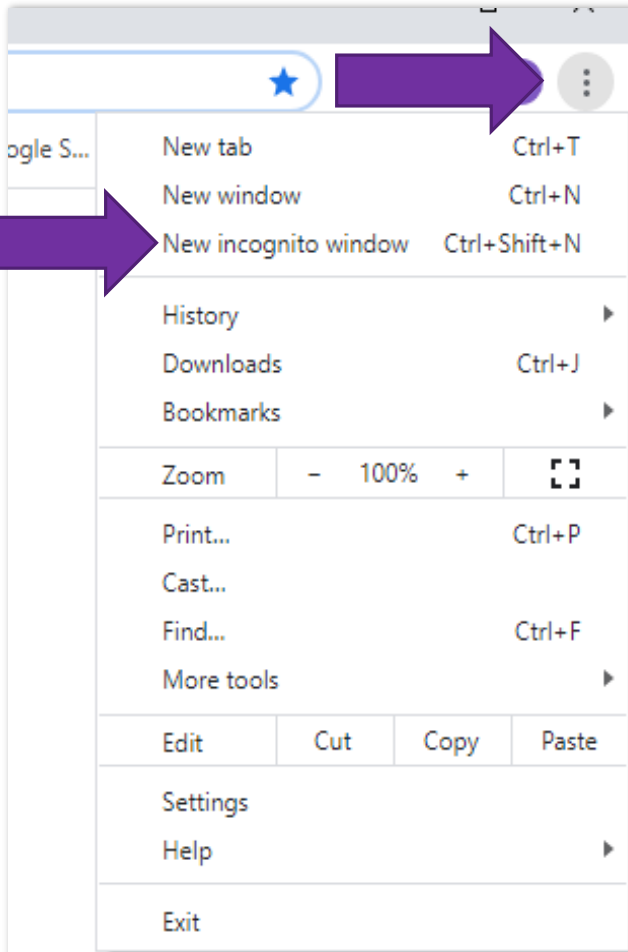 ogle S...
New tab Ctrl+T
New window Ctrl+N
New incognito window Ctrl+Shift+N
History
Downloads Ctrl+J
Bookmarks
Zoom - 100% +
Print... Ctrl+P
Cast...
Find... Ctrl+F
More tools
Edit Cut Copy Paste
Settings
Help
Exit